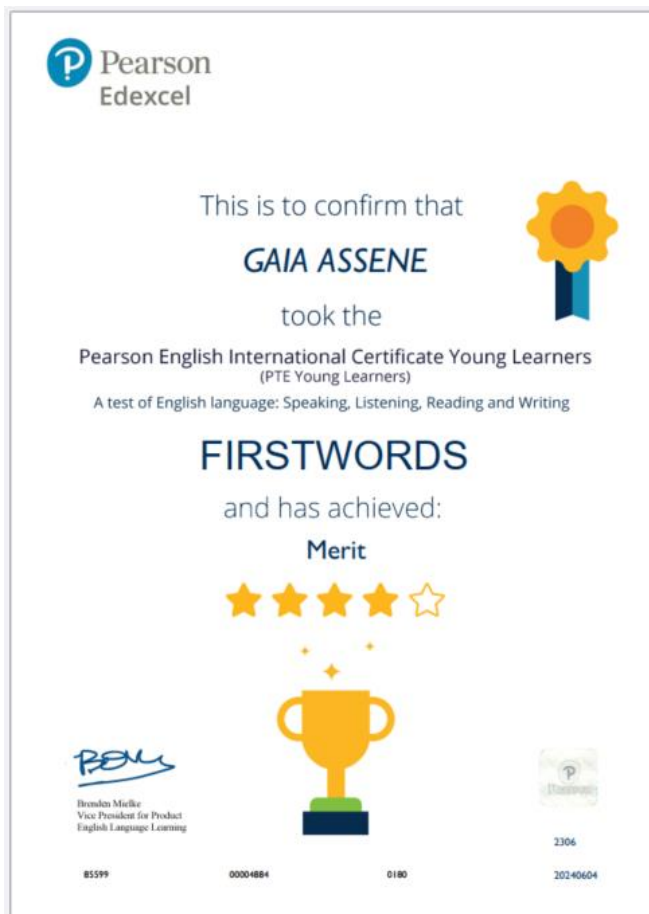 Pearson
Edexcel
This is to confirm that
GAIA ASSENE
took the
Pearson English International Certificate Young Learners
(PTE Young Learners)
A test of English language: Speaking, Listening, Reading and Writing
FIRSTWORDS
and has achieved:
Merit
Brenden Mielke
Vice President for Product
English Language Learning
P
2306
85599
00004884
0180
20240604